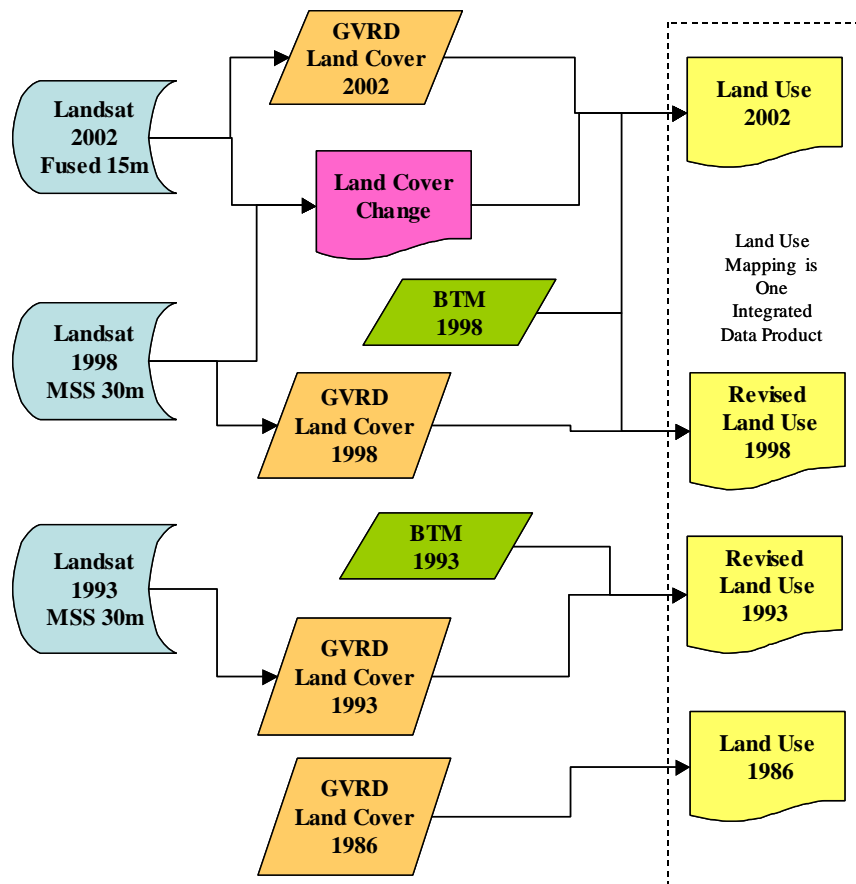 GVRD
Land Cover
2002
Landsat
2002
Fused 15m
Land Use
2002
Land Cover
Change
Land Use
Mapping is
One
Integrated
Data Product
BTM
1998
Landsat
1998
MSS 30m
GVRD
Land Cover
1998
Revised
Land Use
1998
BTM
1993
Landsat
1993
MSS 30m
Revised
Land Use
1993
GVRD
Land Cover
1993
Land Use
1986
GVRD
Land Cover
1986